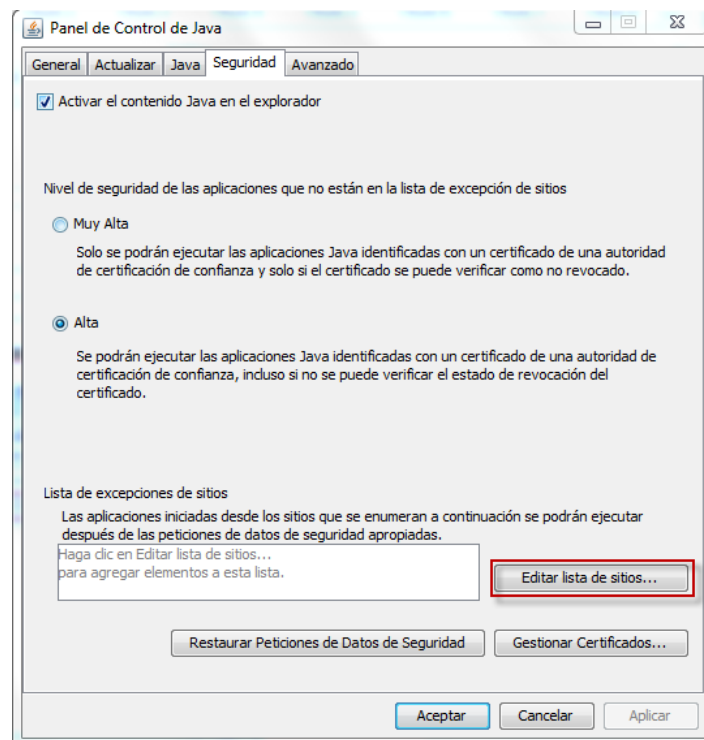 Panel de Control de Java
General Actualizar Java Seguridad Avanzado
Activar el contenido Java en el explorador
Nivel de seguridad de las aplicaciones que no están en la lista de excepción de sitios
Muy Alta
Solo se podrán ejecutar las aplicaciones Java identificadas con un certificado de una autoridad
de certificación de confianza y solo si el certificado se puede verificar como no revocado.
Alta
Se podrán ejecutar las aplicaciones Java identificadas con un certificado de una autoridad de
certificación de confianza, incluso si no se puede verificar el estado de revocación del
certificado.
Lista de excepciones de sitios
Las aplicaciones iniciadas desde los sitios que se enumeran a continuación se podrán ejecutar
después de las peticiones de datos de seguridad apropiadas.
Haga clic en Editar lista de sitios...
para agregar elementos a esta lista.
Editar lista de sitios...
Restaurar Peticiones de Datos de Seguridad Gestionar Certificados...
Aceptar Cancelar Aplicar